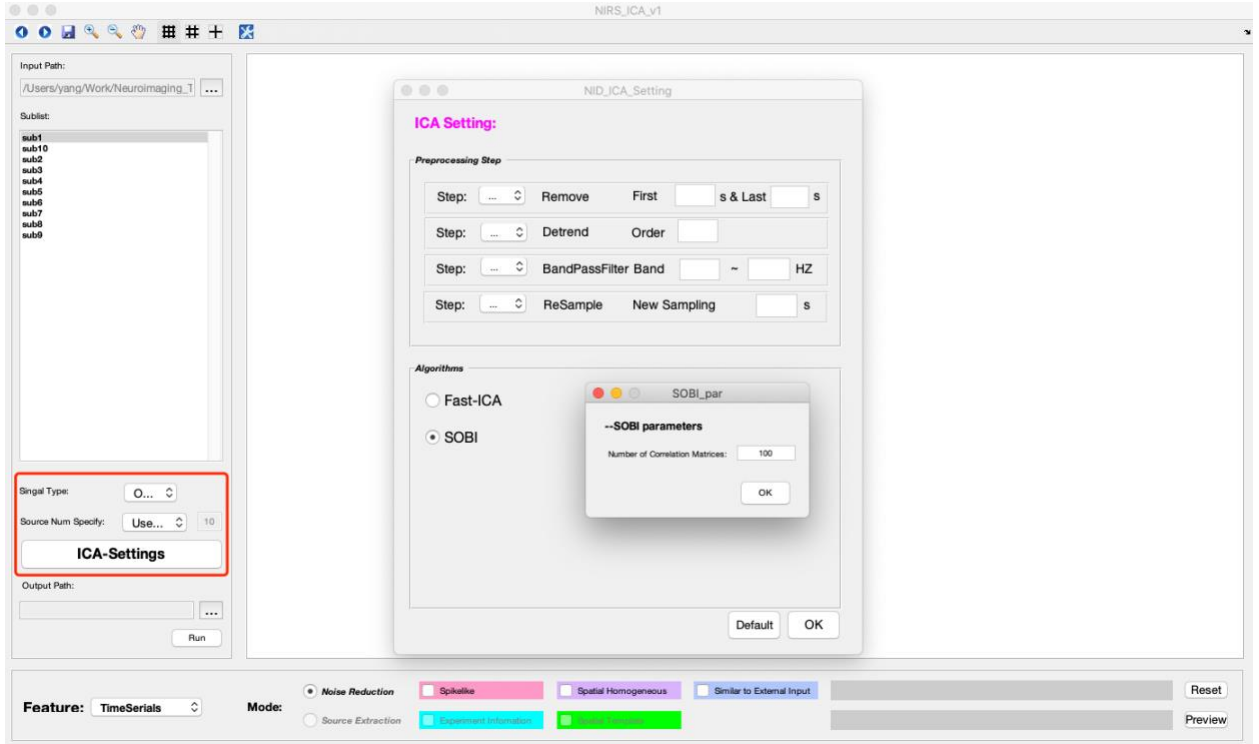 NIRS_ICA_v1
Input Path:
/Users/yang/Work/Neuroimaging_T ...
Sublist:
sub1
sub10
sub2
sub3
sub4
sub5
sub6
sub7
sub8
sub9
Singal Type: O...
Source Num Specify: Use... 10
ICA-Settings
Output Path:
...
Run
NID_ICA_Setting
ICA Setting:
Preprocessing Step
Step: ... Remove First s & Last s
Step: ... Detrend Order
Step: ... BandPassFilter Band ~ HZ
Step: ... ReSample New Sampling s
Algorithms
Fast-ICA
SOBI
SOBI_par
--SOBI parameters
Number of Correlation Matrices: 100
OK
Default OK
Feature: TimeSerials Mode:
Noise Reduction Spikelike Spatial Homogeneous Similar to External Input Reset
Source Extraction Experiment Infomation Spatial Template Preview